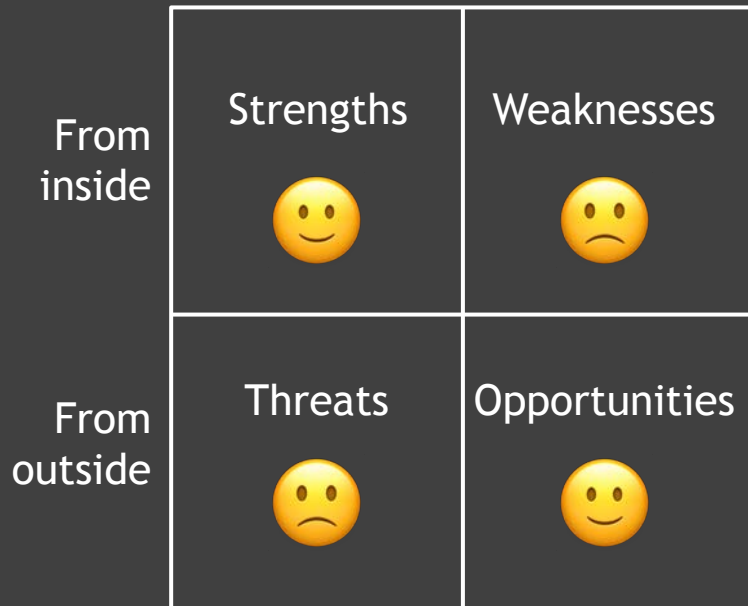 Strengths
Weaknesses
From
inside
Threats
Opportunities
From
outside